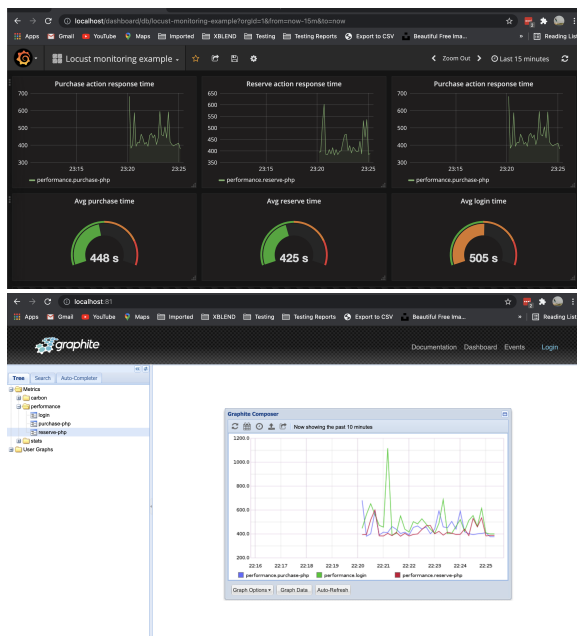 localhost/dashboard/db/locust-monitoring-example?orgId=1&from=now-15m&to=now
Apps Gmail YouTube Maps Imported XBLEND Testing Testing Reports Export to CSV Beautiful Free Ima... » Reading List
Locust monitoring example Zoom Out Last 15 minutes
Purchase action response time
700
600
500
400
300
23:15 23:20 23:25
performance.purchase-php
Reserve action response time
650
600
550
500
450
400
350
23:15 23:20 23:25
performance.reserve-php
Purchase action response time
700
600
500
400
300
23:15 23:20 23:25
performance.purchase-php
Avg purchase time
448 s
Avg reserve time
425 s
Avg login time
505 s
localhost:81
Apps Gmail YouTube Maps Imported XBLEND Testing Testing Reports Export to CSV Beautiful Free Ima... » Reading List
graphite
Documentation Dashboard Events Login
Tree Search Auto-Completer
Metrics
carbon
performance
login
purchase-php
reserve-php
stats
User Graphs
Graphite Composer
Now showing the past 10 minutes
1200.0
1000.0
800.0
600.0
400.0
200.0
22:16 22:17 22:18 22:19 22:20 22:21 22:22 22:23 22:24 22:25
performance.purchase-php performance.login performance.reserve-php
Graph Options Graph Data Auto-Refresh